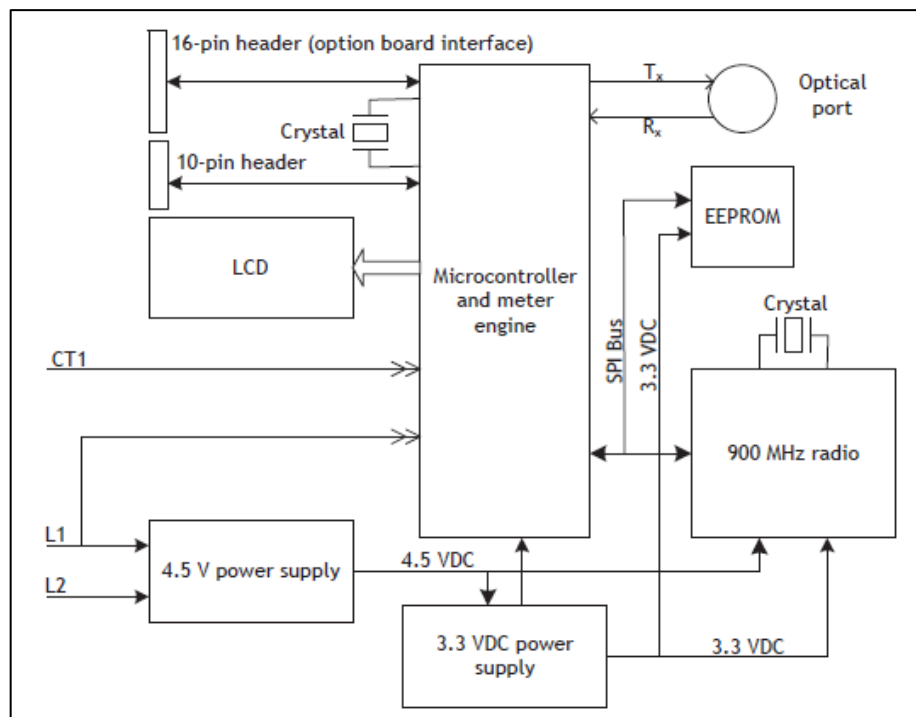 16-pin header (option board interface)
Crystal
10-pin header
LCD
Microcontroller
and meter
engine
Tx
Rx
Optical
port
EEPROM
SPI Bus
3.3 VDC
Crystal
900 MHz radio
CT1
L1
L2
4.5 V power supply
4.5 VDC
3.3 VDC power
supply
3.3 VDC